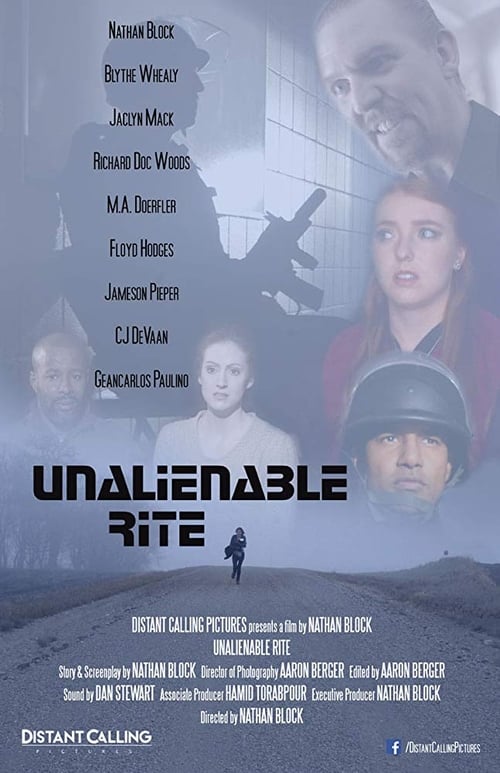 Nathan Block
Blythe Whealy
Jaclyn Mack
Richard Doc Woods
M.A. Doerfler
Floyd Hodges
Jameson Pieper
CJ DeVaan
Geancarlos Paulino
UNALIENABLE
RITE
DISTANT CALLING PICTURES presents a film by NATHAN BLOCK
UNALIENABLE RITE
Story & Screenplay by NATHAN BLOCK Director of Photography AARON BERGER Edited by AARON BERGER
Sound by DAN STEWART Associate Producer HAMID TORABPOUR Executive Producer NATHAN BLOCK
Directed by NATHAN BLOCK
DISTANT CALLING
PICTURES
f /DistantCallingPictures